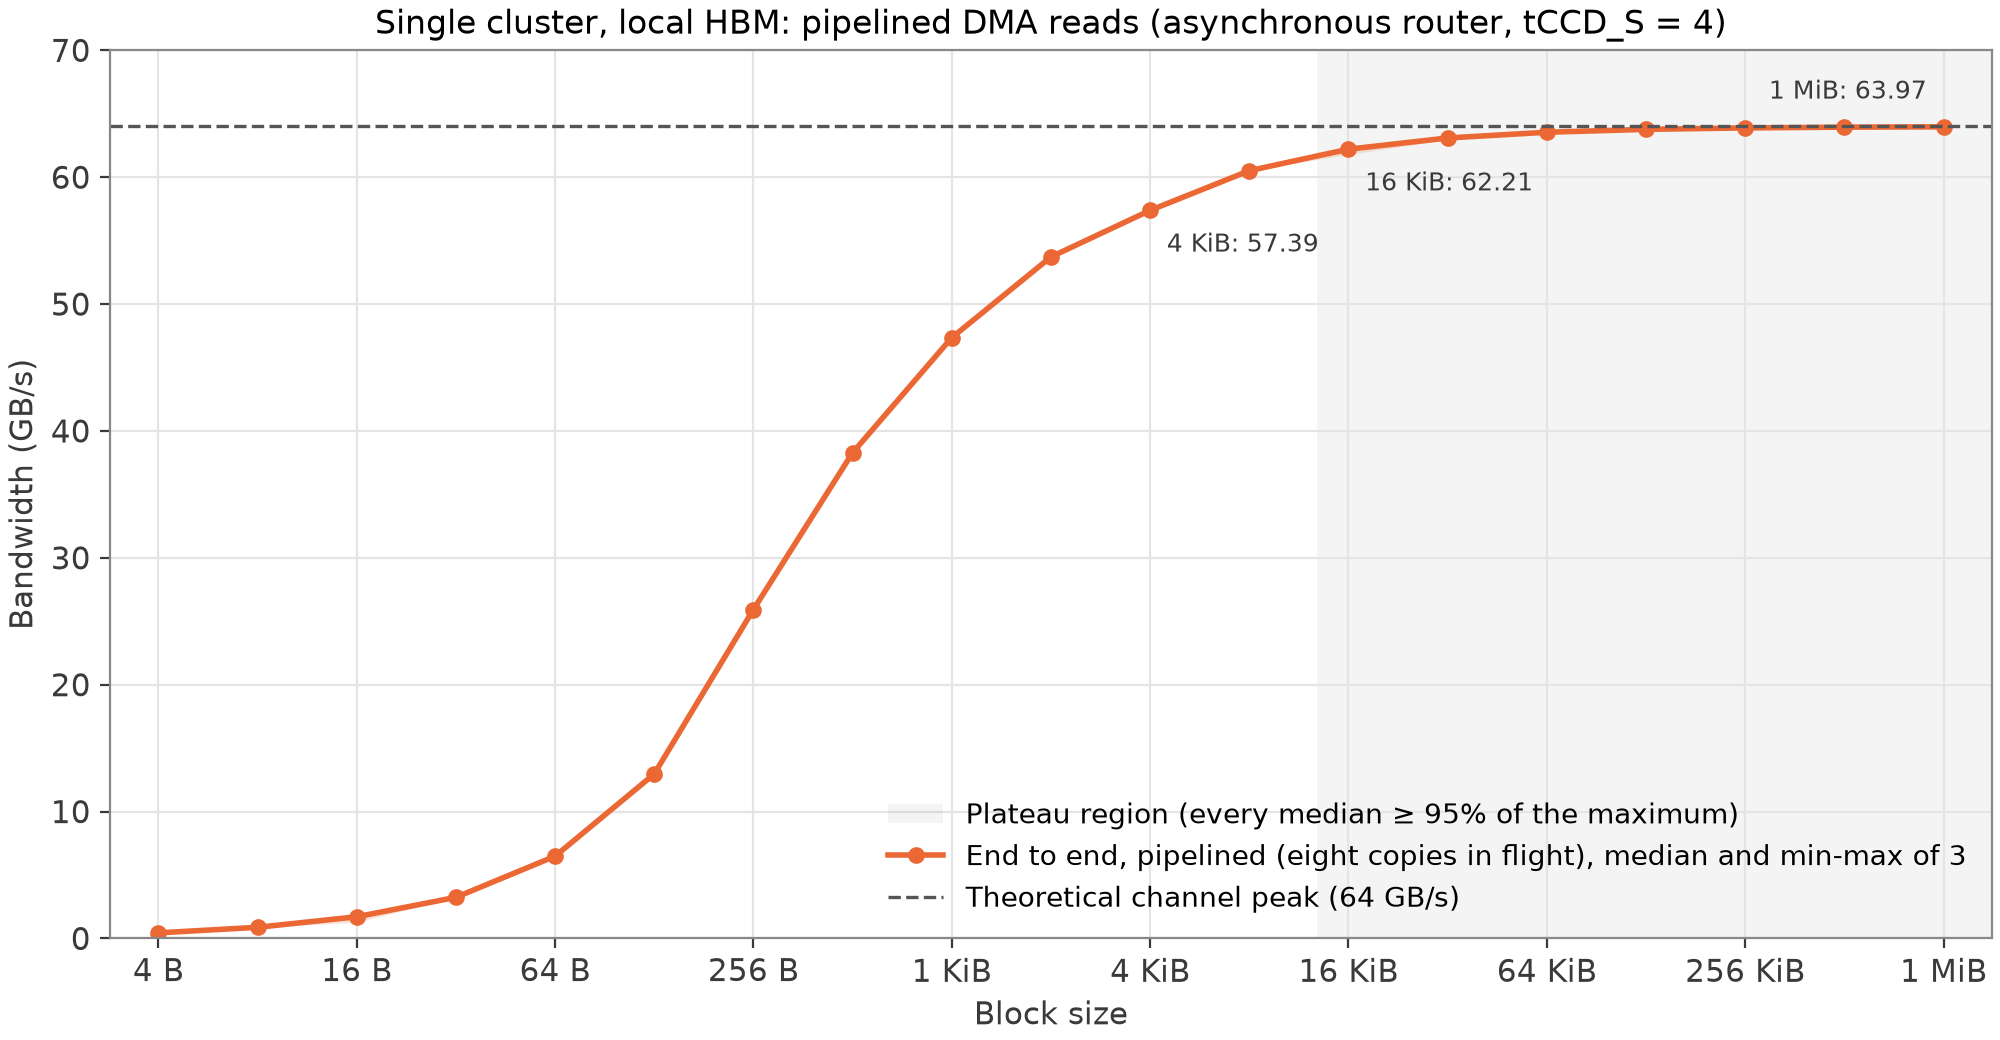 Single cluster, local HBM: pipelined DMA reads (asynchronous router, tCCD_S = 4)
70
60
50
40
30
20
10
0
Bandwidth (GB/s)
1 MiB: 63.97
16 KiB: 62.21
4 KiB: 57.39
Plateau region (every median ≥ 95% of the maximum)
End to end, pipelined (eight copies in flight), median and min-max of 3
Theoretical channel peak (64 GB/s)
4 B
16 B
64 B
256 B
1 KiB
4 KiB
16 KiB
64 KiB
256 KiB
1 MiB
Block size